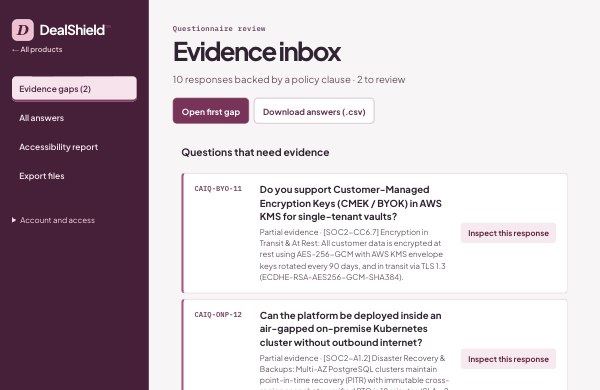 D DealShield
← All products
Evidence gaps (2)
All answers
Accessibility report
Export files
▶ Account and access
Questionnaire review
Evidence inbox
10 responses backed by a policy clause · 2 to review
Open first gap
Download answers (.csv)
Questions that need evidence
CAIQ-BYO-11
Do you support Customer-Managed
Encryption Keys (CMEK / BYOK) in AWS
KMS for single-tenant vaults?
Partial evidence · [SOC2-CC6.7] Encryption in
Transit & At Rest: All customer data is encrypted at
rest using AES-256-GCM with AWS KMS envelope
keys rotated every 90 days, and in transit via TLS 1.3
(ECDHE-RSA-AES256-GCM-SHA384).
Inspect this response
CAIQ-ONP-12
Can the platform be deployed inside an
air-gapped on-premise Kubernetes
cluster without outbound internet?
Partial evidence · [SOC2-A1.2] Disaster Recovery &
Backups: Multi-AZ PostgreSQL clusters maintain
point-in-time recovery (PITR) with immutable cross-
Inspect this response